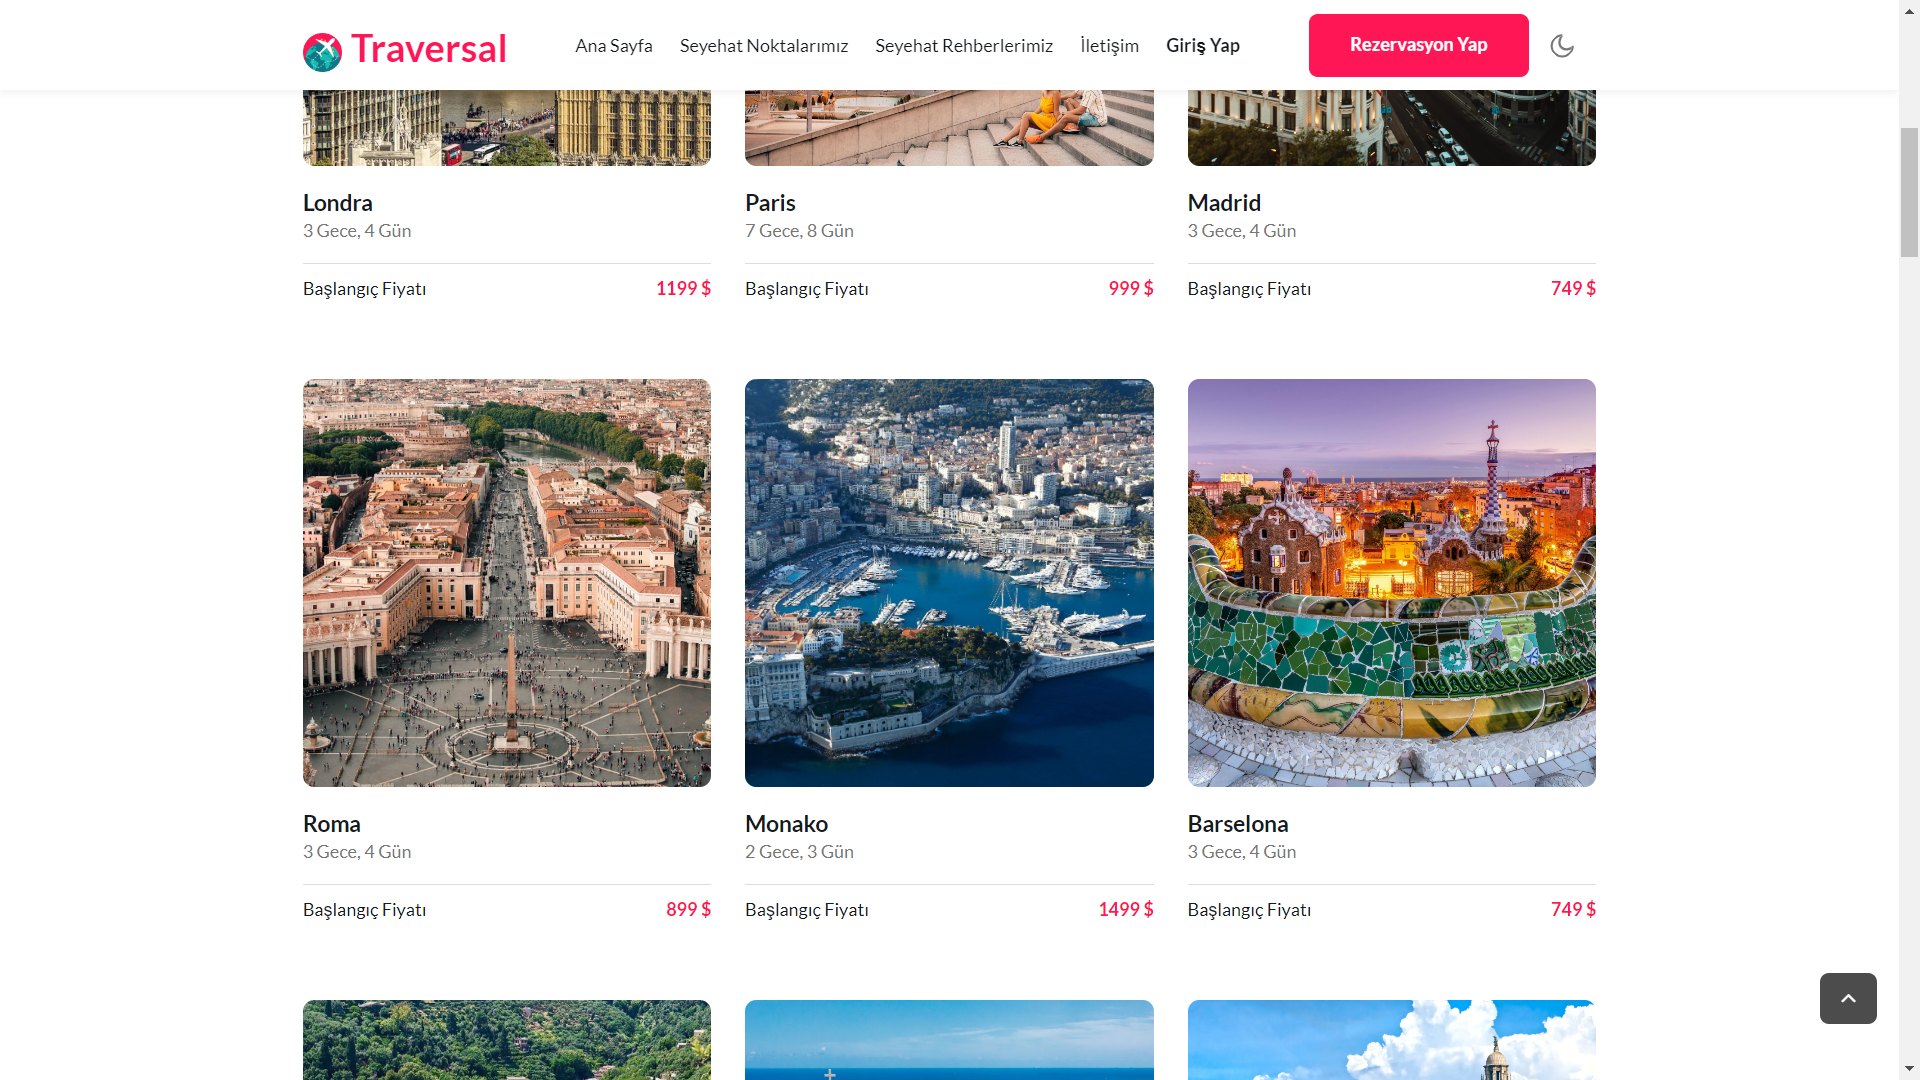 Traversal
Ana Sayfa
Seyehat Noktalarımız
Seyehat Rehberlerimiz
İletişim
Giriş Yap
Rezervasyon Yap
Londra
3 Gece, 4 Gün
Başlangıç Fiyatı
1199 $
Paris
7 Gece, 8 Gün
Başlangıç Fiyatı
999 $
Madrid
3 Gece, 4 Gün
Başlangıç Fiyatı
749 $
Roma
3 Gece, 4 Gün
Başlangıç Fiyatı
899 $
Monako
2 Gece, 3 Gün
Başlangıç Fiyatı
1499 $
Barselona
3 Gece, 4 Gün
Başlangıç Fiyatı
749 $